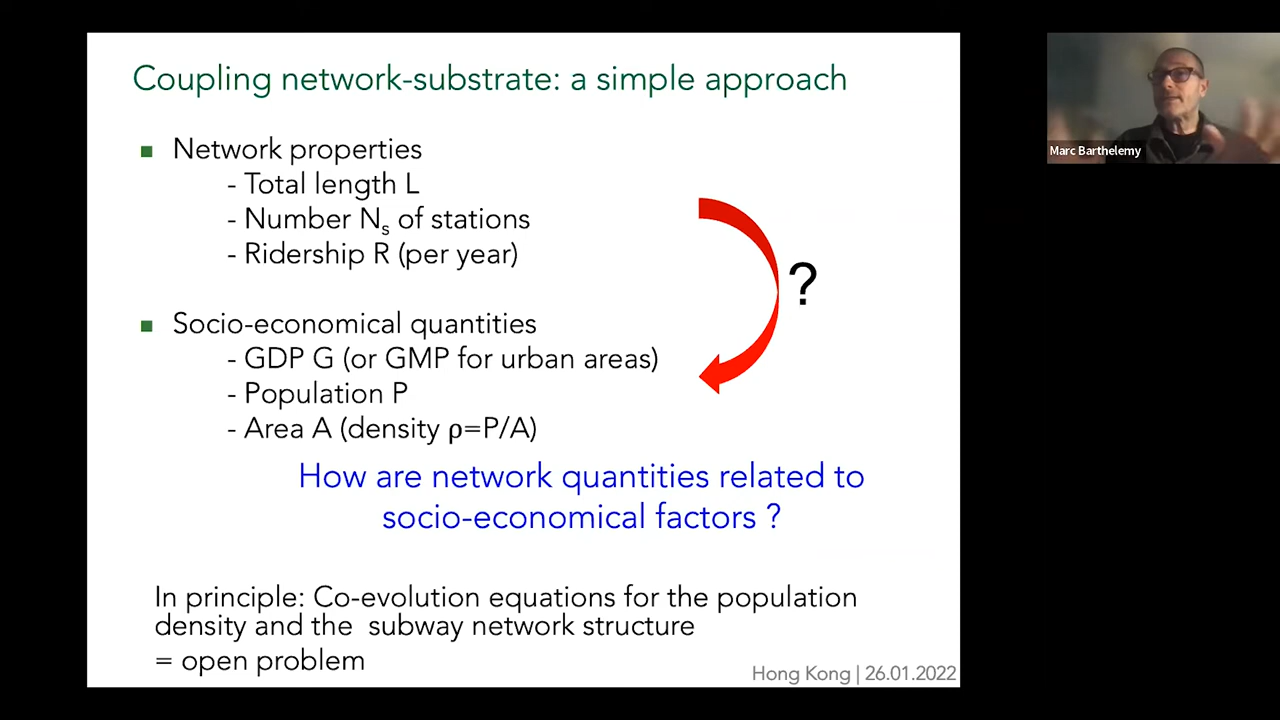 Coupling network-substrate: a simple approach
Marc Barthelemy
▪ Network properties
- Total length L
- Number Ns of stations
- Ridership R (per year)
?
▪ Socio-economical quantities
- GDP G (or GMP for urban areas)
- Population P
- Area A (density ρ=P/A)
How are network quantities related to
socio-economical factors ?
In principle: Co-evolution equations for the population
density and the subway network structure
= open problem
Hong Kong | 26.01.2022